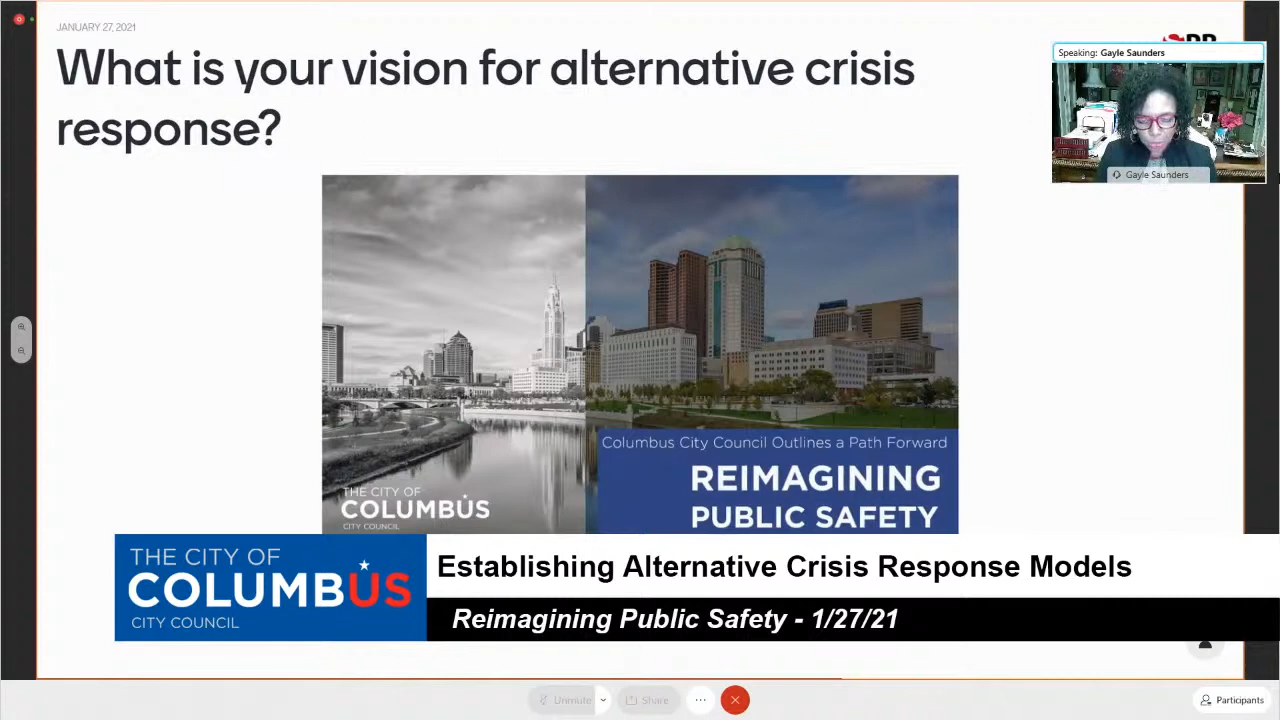 JANUARY 27, 2021
What is your vision for alternative crisis
response?
Speaking: Gayle Saunders
Gayle Saunders
Columbus City Council Outlines a Path Forward
REIMAGINING
PUBLIC SAFETY
THE CITY OF
COLUMBUS
CITY COUNCIL
THE CITY OF
COLUMBUS
CITY COUNCIL
Establishing Alternative Crisis Response Models
Reimagining Public Safety - 1/27/21
Unmute
Share
Participants